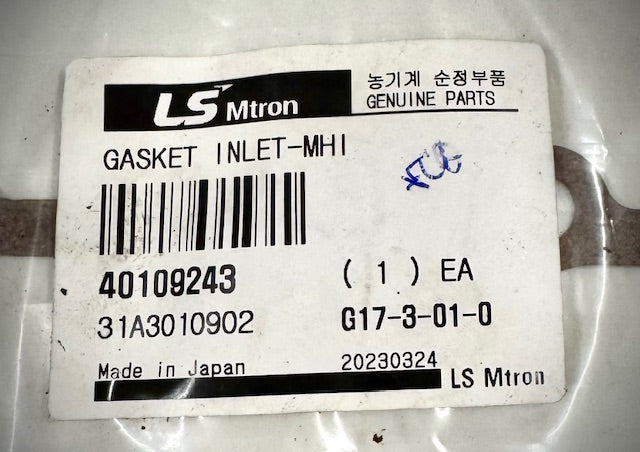 LS Mtron
농기계 순정부품
GENUINE PARTS
GASKET INLET-MHI
40109243
( 1 ) EA
31A3010902
G17-3-01-0
Made in Japan
20230324
LS Mtron